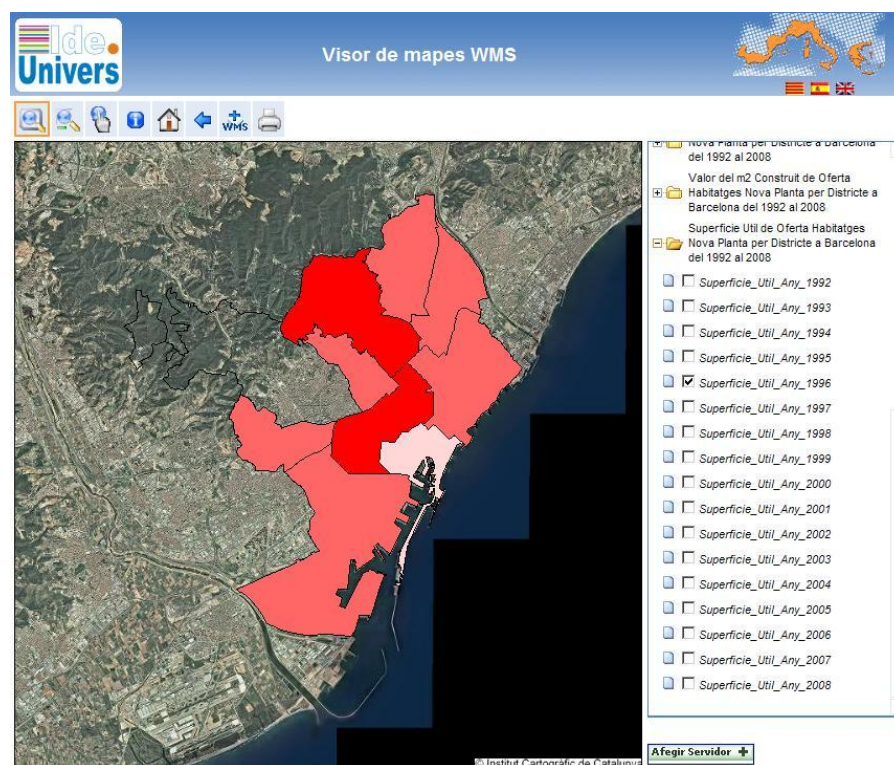 Ide.
Univers
Visor de mapes WMS
WMS
Nova Planta per Districte a Barcelona
del 1992 al 2008
Valor del m2 Construit de Oferta
Habitatges Nova Planta per Districte a
Barcelona del 1992 al 2008
Superficie Util de Oferta Habitatges
Nova Planta per Districte a Barcelona
del 1992 al 2008
Superficie_Util_Any_1992
Superficie_Util_Any_1993
Superficie_Util_Any_1994
Superficie_Util_Any_1995
Superficie_Util_Any_1996
Superficie_Util_Any_1997
Superficie_Util_Any_1998
Superficie_Util_Any_1999
Superficie_Util_Any_2000
Superficie_Util_Any_2001
Superficie_Util_Any_2002
Superficie_Util_Any_2003
Superficie_Util_Any_2004
Superficie_Util_Any_2005
Superficie_Util_Any_2006
Superficie_Util_Any_2007
Superficie_Util_Any_2008
Afegir Servidor
© Institut Cartogràfic de Catalunya